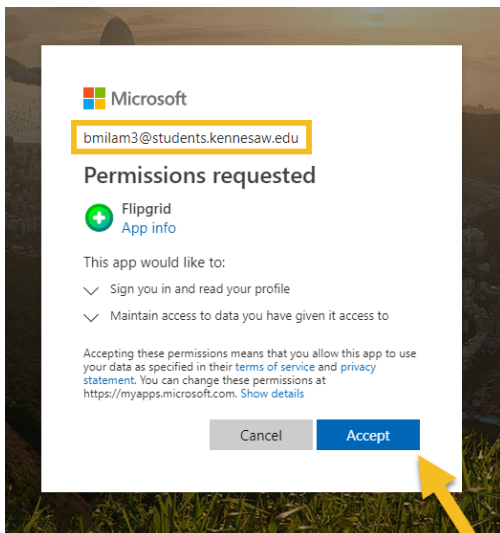 Microsoft
bmilam3@students.kennesaw.edu
Permissions requested
Flipgrid
App info
This app would like to:
Sign you in and read your profile
Maintain access to data you have given it access to
Accepting these permissions means that you allow this app to use
your data as specified in their terms of service and privacy
statement. You can change these permissions at
https://myapps.microsoft.com. Show details
Cancel Accept